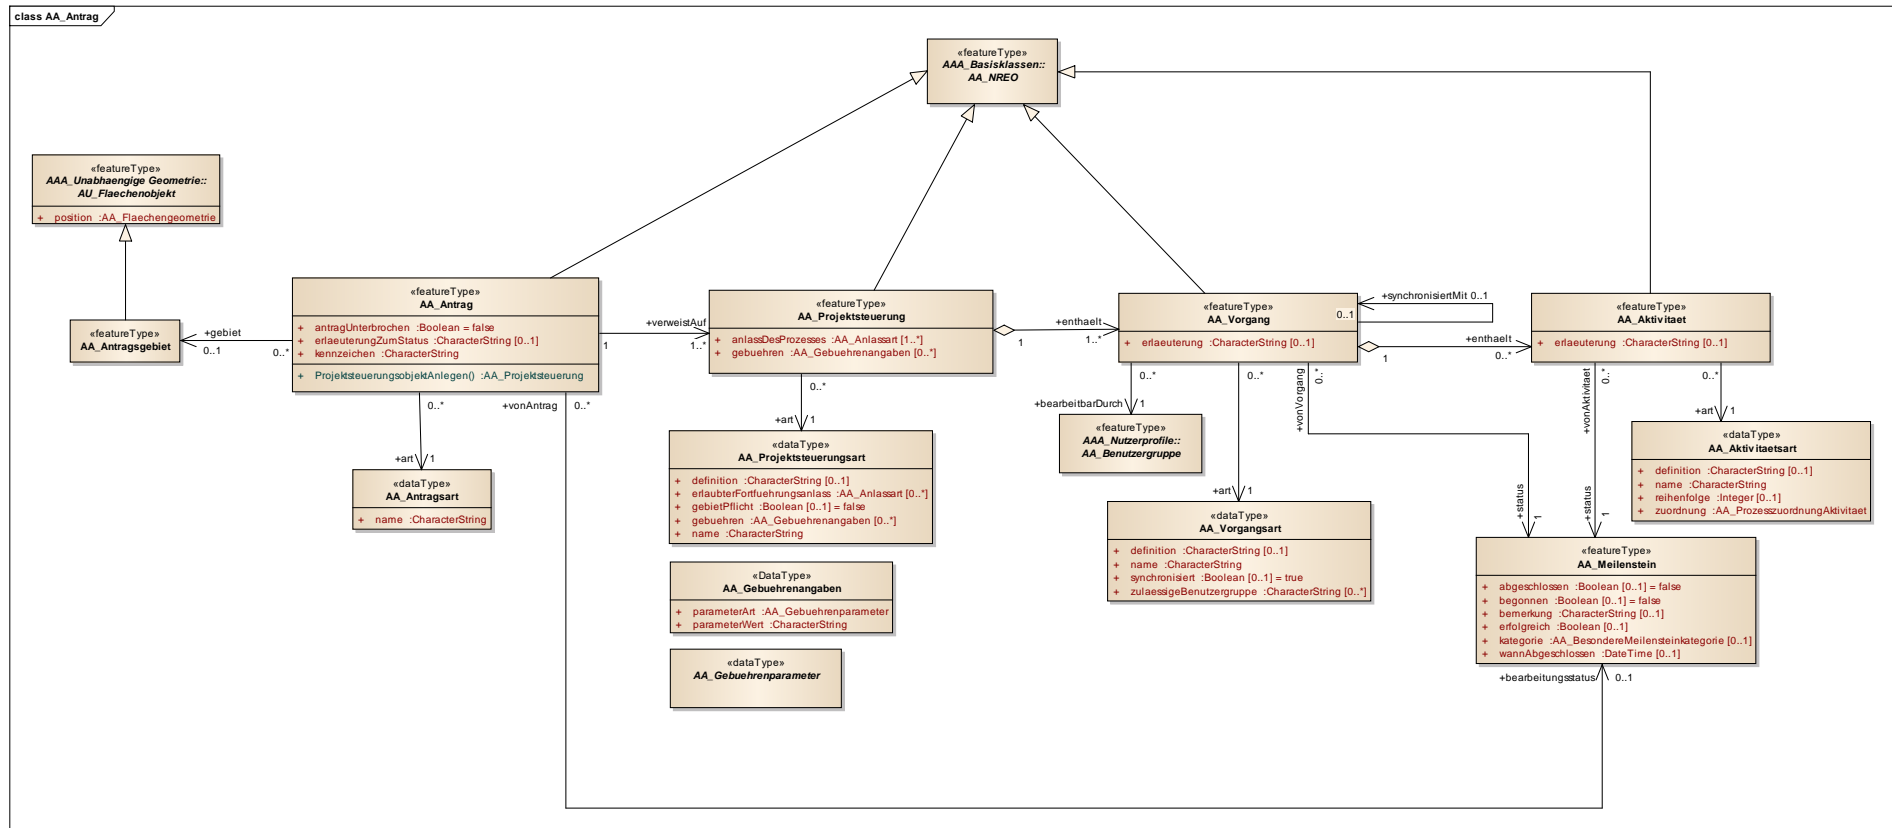 class AA_Antrag
«featureType»
AAA_Basisklassen::
AA_NREO
«featureType»
AAA_Unabhaengige Geometrie::
AU_Flaechenobjekt
+ position :AA_Flaechengeometrie
«featureType»
AA_Antragsgebiet
+gebiet
0..1
0..*
«featureType»
AA_Antrag
+ antragUnterbrochen :Boolean = false
+ erlaeuterungZumStatus :CharacterString [0..1]
+ kennzeichen :CharacterString
+ ProjektsteuerungsobjektAnlegen() :AA_Projektsteuerung
1
+verweistAuf
1..*
0..*
+art
1
+vonAntrag
0..*
«dataType»
AA_Antragsart
+ name :CharacterString
«featureType»
AA_Projektsteuerung
+ anlassDesProzesses :AA_Anlassart [1..*]
+ gebuehren :AA_Gebuehrenangaben [0..*]
1
+enthaelt
1..*
0..*
+art
1
«dataType»
AA_Projektsteuerungsart
+ definition :CharacterString [0..1]
+ erlaubterFortfuehrungsanlass :AA_Anlassart [0..*]
+ gebietPflicht :Boolean [0..1] = false
+ gebuehren :AA_Gebuehrenangaben [0..*]
+ name :CharacterString
«DataType»
AA_Gebuehrenangaben
+ parameterArt :AA_Gebuehrenparameter
+ parameterWert :CharacterString
«dataType»
AA_Gebuehrenparameter
«featureType»
AA_Vorgang
+ erlaeuterung :CharacterString [0..1]
+synchronisiertMit 0..1
0..1
1
+enthaelt
0..*
0..*
+bearbeitbarDurch
1
«featureType»
AAA_Nutzerprofile::
AA_Benutzergruppe
0..*
+art
1
«dataType»
AA_Vorgangsart
+ definition :CharacterString [0..1]
+ name :CharacterString
+ synchronisiert :Boolean [0..1] = true
+ zulaessigeBenutzergruppe :CharacterString [0..*]
+vonVorgang
0..*
+status
1
«featureType»
AA_Aktivitaet
+ erlaeuterung :CharacterString [0..1]
+vonAktivitaet
0..*
+status
1
0..*
+art
1
«dataType»
AA_Aktivitaetsart
+ definition :CharacterString [0..1]
+ name :CharacterString
+ reihenfolge :Integer [0..1]
+ zuordnung :AA_ProzesszuordnungAktivitaet
«featureType»
AA_Meilenstein
+ abgeschlossen :Boolean [0..1] = false
+ begonnen :Boolean [0..1] = false
+ bemerkung :CharacterString [0..1]
+ erfolgreich :Boolean [0..1]
+ kategorie :AA_BesondereMeilensteinkategorie [0..1]
+ wannAbgeschlossen :DateTime [0..1]
+bearbeitungsstatus
0..1